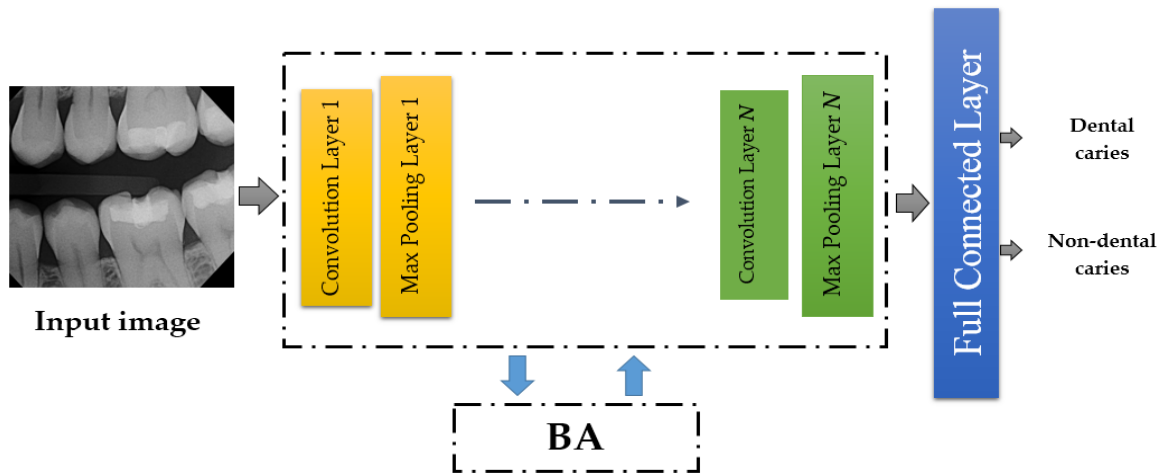 Input image
Convolution Layer 1
Max Pooling Layer 1
Convolution Layer N
Max Pooling Layer N
Full Connected Layer
Dental
caries
Non-dental
caries
BA